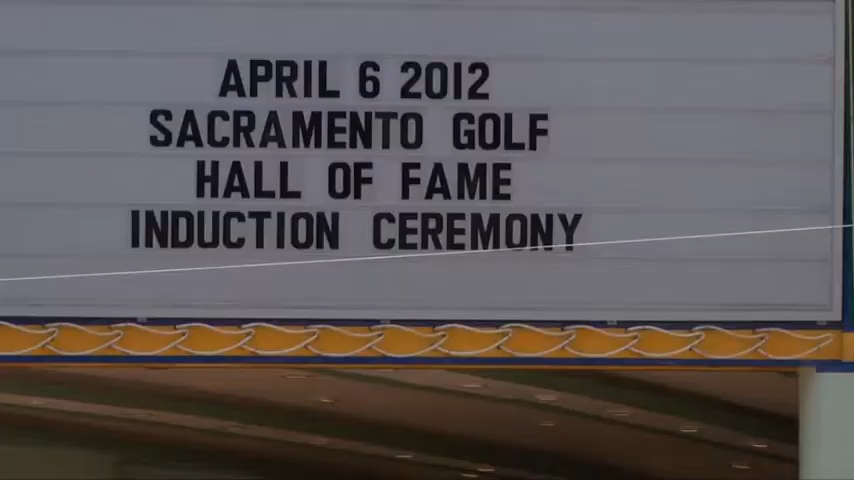 APRIL 6 2012
SACRAMENTO GOLF
HALL OF FAME
INDUCTION CEREMONY